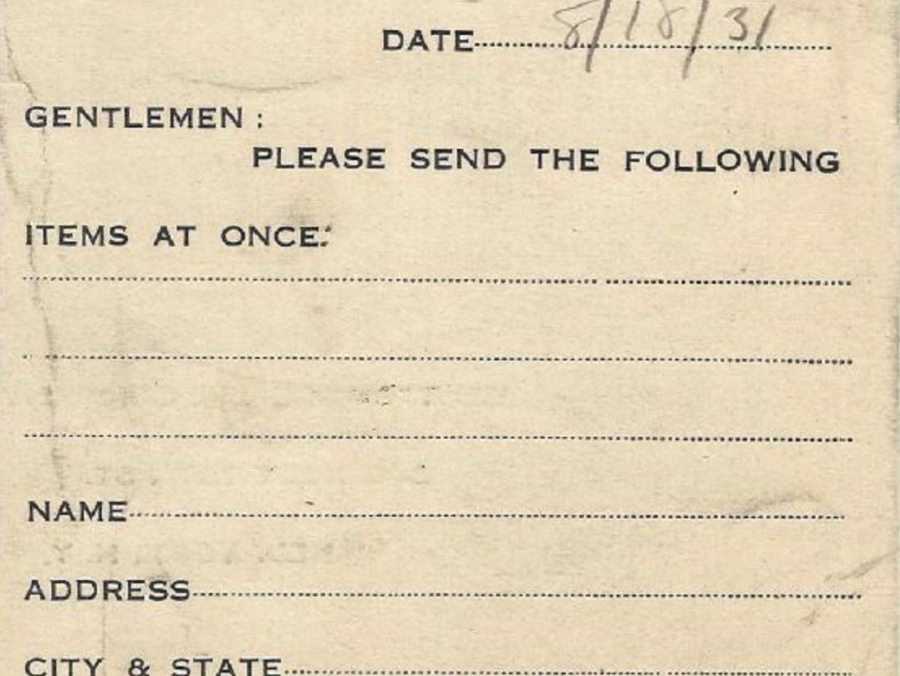 DATE 8/18/31
GENTLEMEN :
PLEASE SEND THE FOLLOWING
ITEMS AT ONCE:
NAME
ADDRESS
CITY & STATE